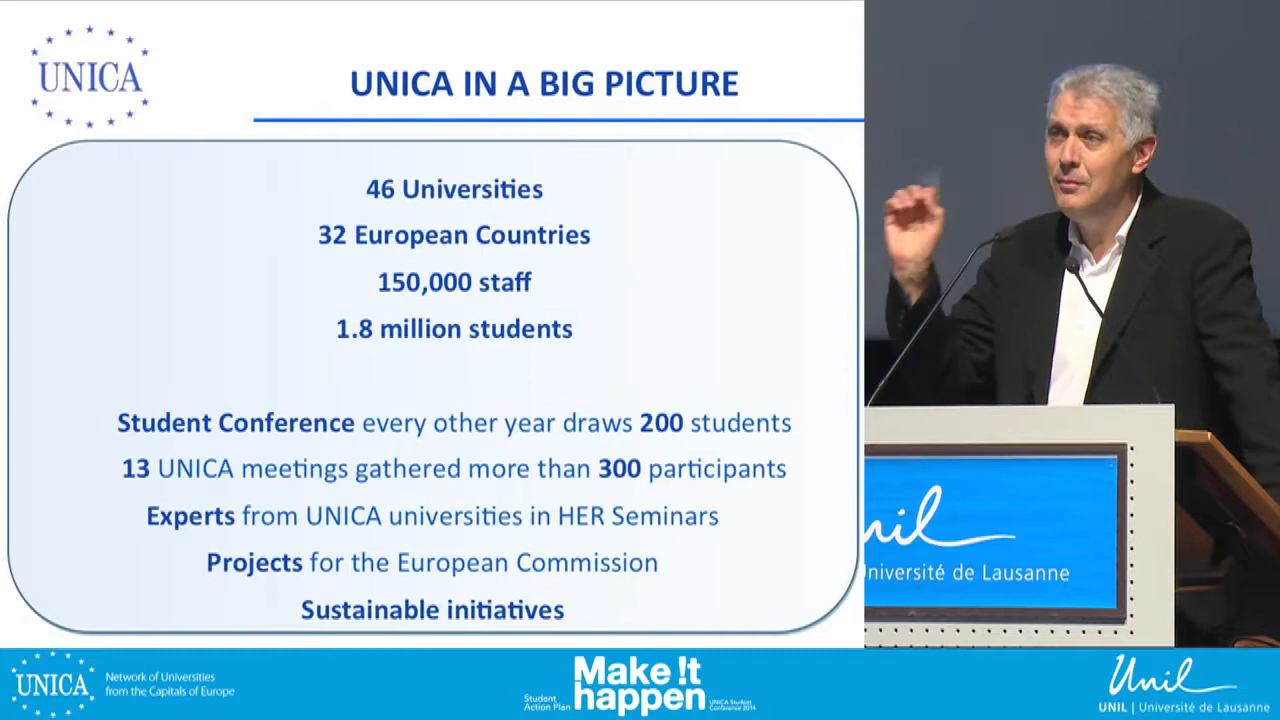 UNICA
UNICA IN A BIG PICTURE
46 Universities
32 European Countries
150,000 staff
1.8 million students
Student Conference every other year draws 200 students
13 UNICA meetings gathered more than 300 participants
Experts from UNICA universities in HER Seminars
Projects for the European Commission
Sustainable initiatives
nil
niversité de Lausanne
UNICA
Network of Universities
from the Capitals of Europe
Student
Action Plan
Make !t
happen
UNICA Student
Conference 2014
Unil
UNIL | Université de Lausanne